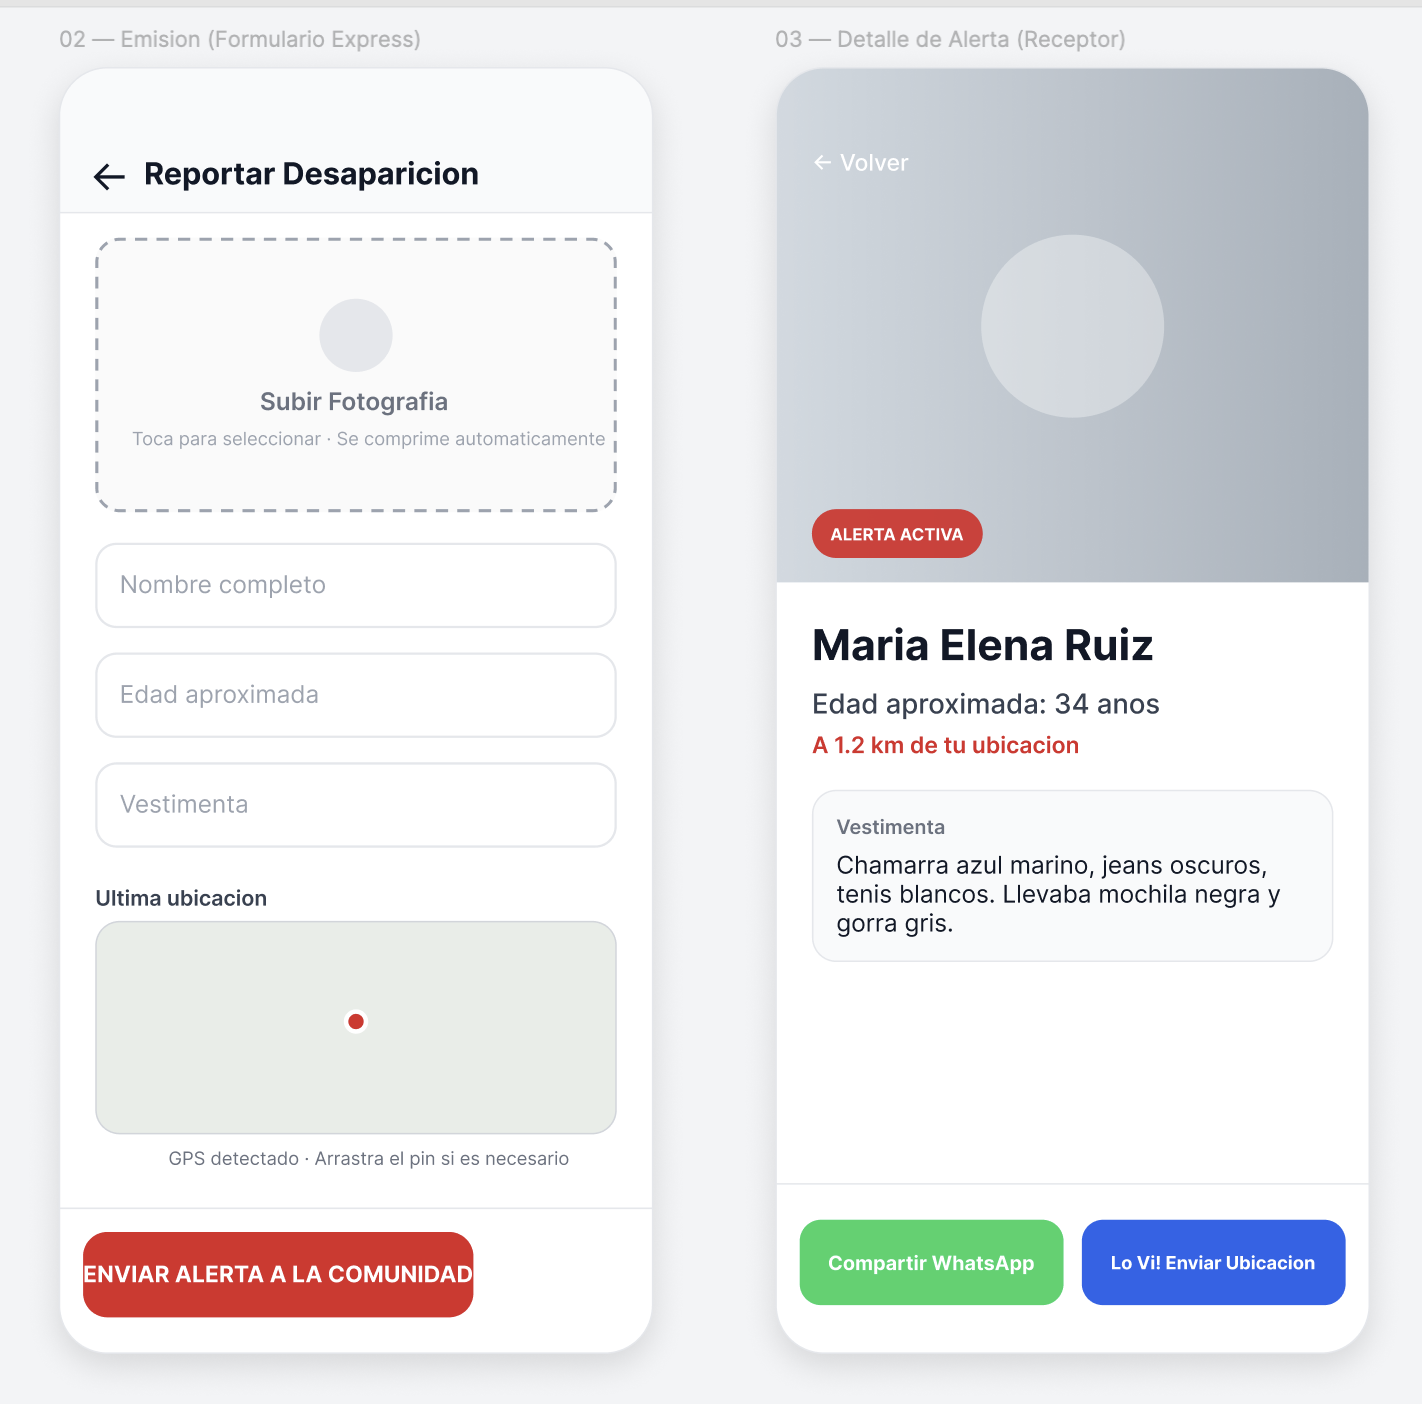 02 — Emision (Formulario Express)
← Reportar Desaparicion
Subir Fotografia
Toca para seleccionar · Se comprime automaticamente
Nombre completo
Edad aproximada
Vestimenta
Ultima ubicacion
GPS detectado · Arrastra el pin si es necesario
ENVIAR ALERTA A LA COMUNIDAD
03 — Detalle de Alerta (Receptor)
← Volver
ALERTA ACTIVA
Maria Elena Ruiz
Edad aproximada: 34 anos
A 1.2 km de tu ubicacion
Vestimenta
Chamarra azul marino, jeans oscuros,
tenis blancos. Llevaba mochila negra y
gorra gris.
Compartir WhatsApp
Lo Vi! Enviar Ubicacion